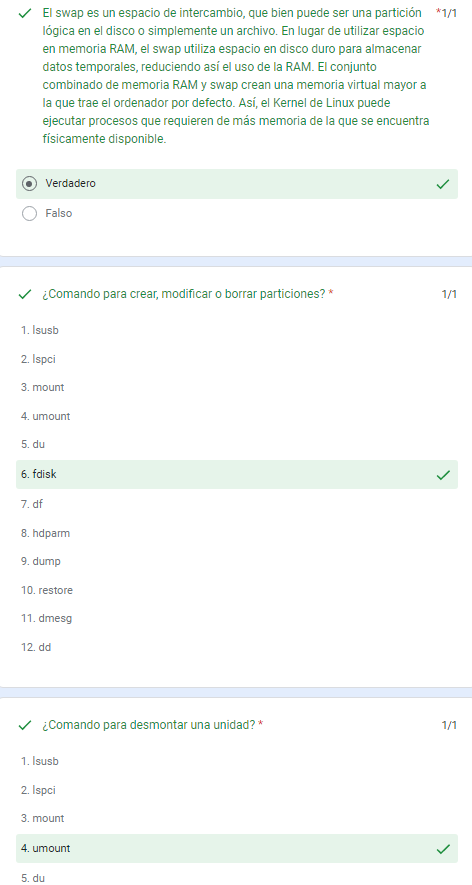 El swap es un espacio de intercambio, que bien puede ser una partición *1/1
lógica en el disco o simplemente un archivo. En lugar de utilizar espacio
en memoria RAM, el swap utiliza espacio en disco duro para almacenar
datos temporales, reduciendo así el uso de la RAM. El conjunto
combinado de memoria RAM y swap crean una memoria virtual mayor a
la que trae el ordenador por defecto. Así, el Kernel de Linux puede
ejecutar procesos que requieren de más memoria de la que se encuentra
físicamente disponible.
Verdadero
Falso
¿Comando para crear, modificar o borrar particiones? * 1/1
1. lsusb
2. lspci
3. mount
4. umount
5. du
6. fdisk
7. df
8. hdparm
9. dump
10. restore
11. dmesg
12. dd
¿Comando para desmontar una unidad? * 1/1
1. lsusb
2. lspci
3. mount
4. umount
5. du